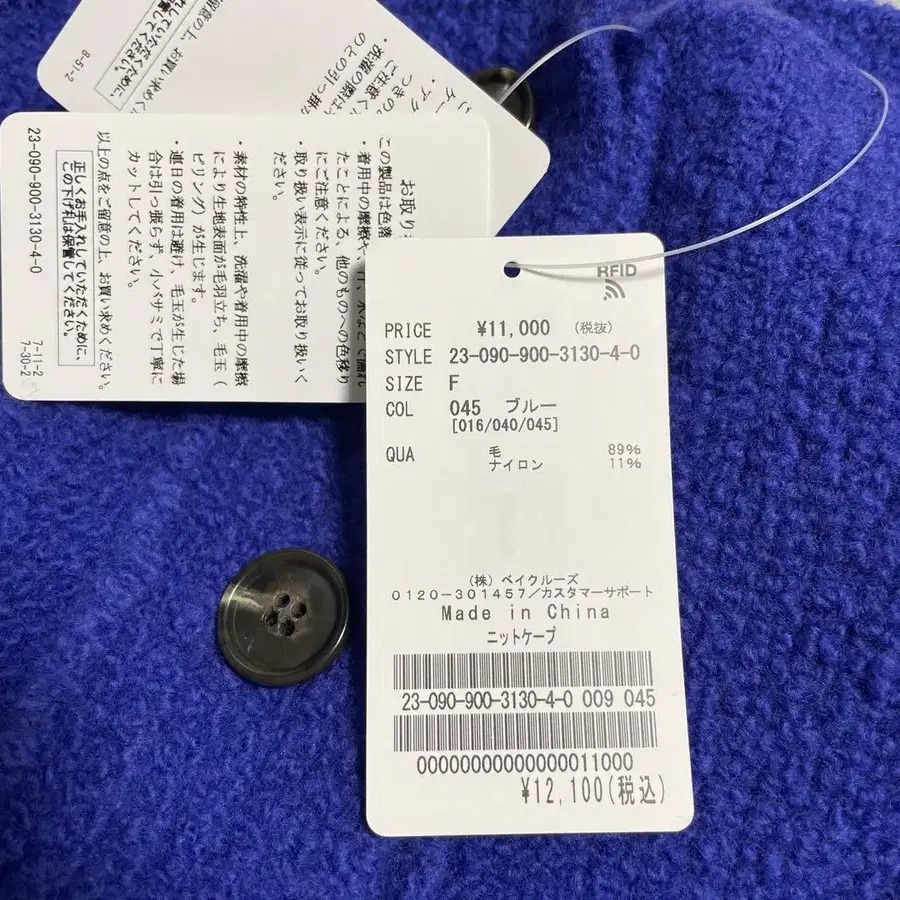 8-51-2
23-090-900-3130-4-0
お取り
この製品は色落
・着用中の摩擦や、汗、水などで濡れ
たことによる、他のものへの色移り
にご注意ください。
・取り扱い表示に従ってお取り扱いく
ださい。
・素材の特性上、洗濯や着用中の摩擦
により生地表面が毛羽立ち、毛玉（
ピリング）が生じます。
・連日の着用は避け、毛玉が生じた場
合は引っ張らず、小バサミで丁寧に
カットしてください。
以上の点をご留意の上、お買い求めください。
正しくお手入れしていただくために、
この下げ札は保管してください。
7-11-2
7-30-2
RFID
PRICE ¥11,000 (税抜)
STYLE 23-090-900-3130-4-0
SIZE F
COL 045 ブルー
[016/040/045]
QUA 毛 89%
ナイロン 11%
(株) ベイクルーズ
0120-301457/カスタマーサポート
Made in China
ニットケープ
23-090-900-3130-4-0 009 045
00000000000000011000
¥12,100(税込)